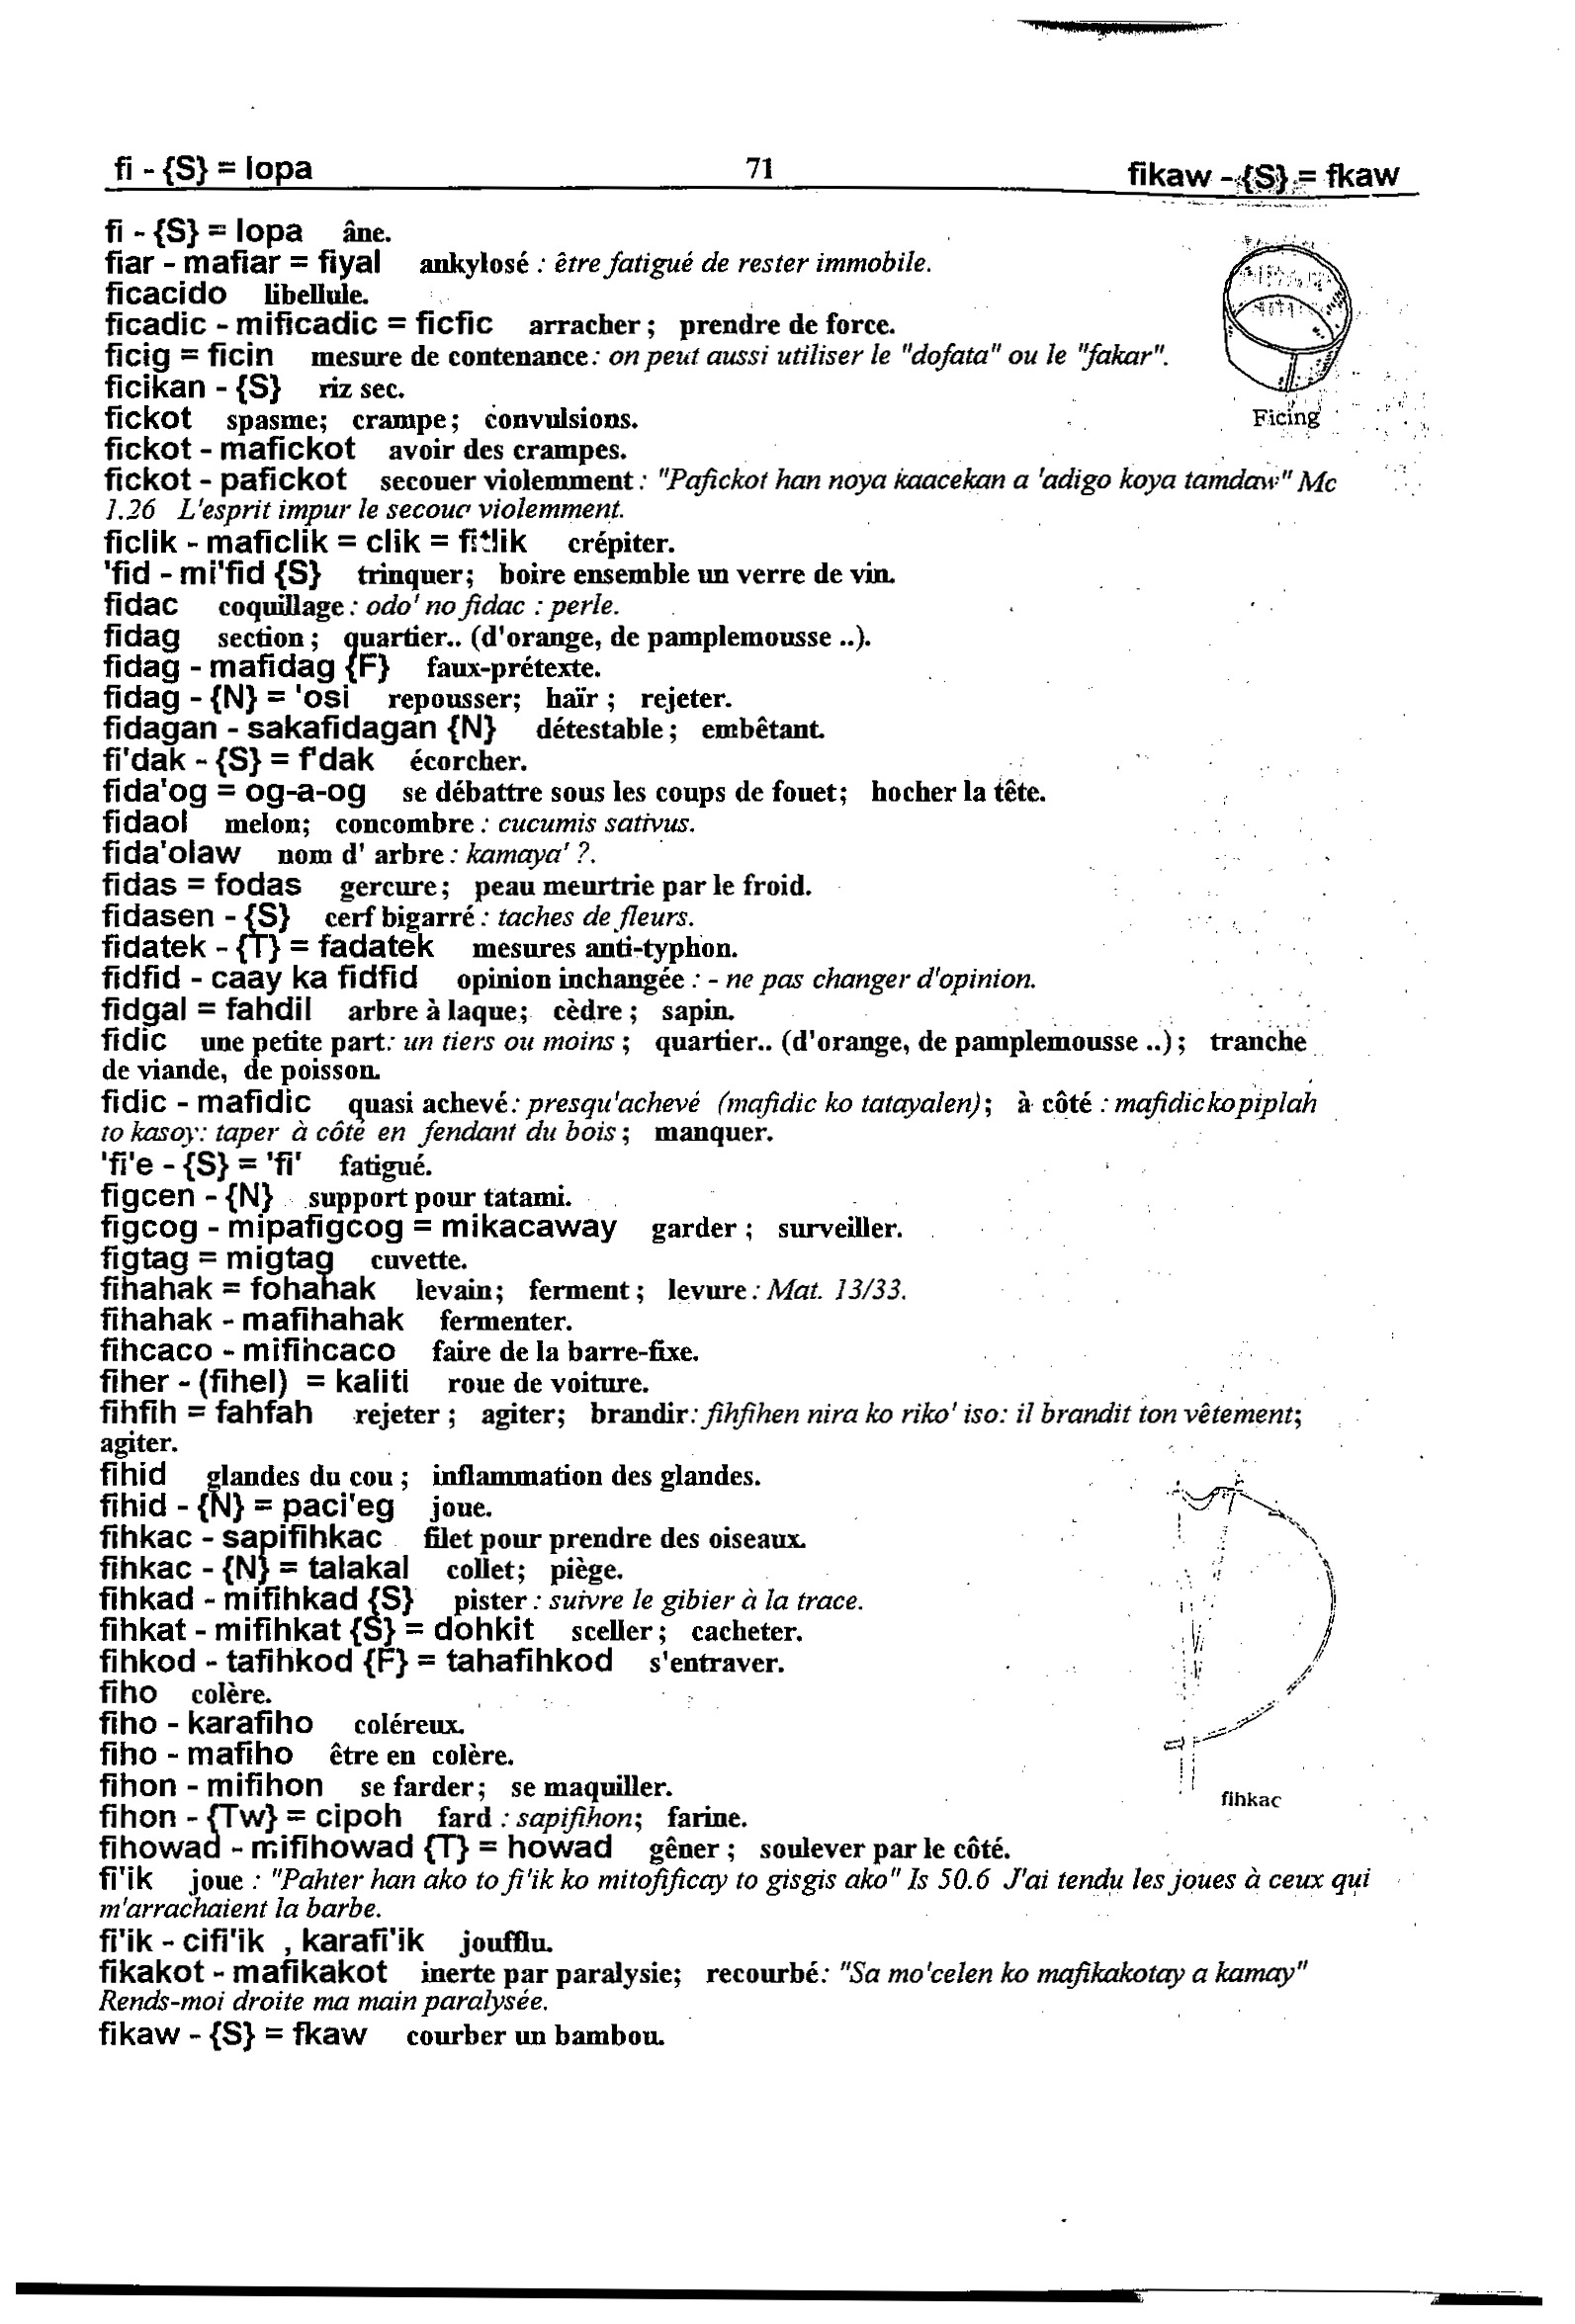 fi - {S} = lopa 71 fikaw - {S} = fkaw
fi - {S} = lopa âne.
fiar - mafiar = fiyal ankylosé : être fatigué de rester immobile.
ficacido libellule.
ficadic - mificadic = ficfic arracher ; prendre de force.
ficig = ficin mesure de contenance : on peut aussi utiliser le "dofata" ou le "fakar".
ficikan - {S} riz sec.
fickot spasme; crampe ; convulsions.
Ficing
fickot - mafickot avoir des crampes.
fickot - pafickot secouer violemment : "Pafickot han noya kaacekan a 'adigo koya tamdaw" Mc
1.26 L'esprit impur le secoua violemment.
ficlik - maficlik = clik = fitlik crépiter.
'fid - mi'fid {S} trinquer; boire ensemble un verre de vin.
fidac coquillage : odo' no fidac : perle.
fidag section ; quartier.. (d'orange, de pamplemousse ..).
fidag - mafidag {F} faux-prétexte.
fidag - {N} = 'osi repousser; haïr ; rejeter.
fidagan - sakafidagan {N} détestable ; embêtant.
fi'dak - {S} = f'dak écorcher.
fida'og = og-a-og se débattre sous les coups de fouet; hocher la tête.
fidaol melon; concombre : cucumis sativus.
fida'olaw nom d' arbre : kamaya' ?.
fidas = fodas gercure ; peau meurtrie par le froid.
fidasen - {S} cerf bigarré : taches de fleurs.
fidatek - {T} = fadatek mesures anti-typhon.
fidfid - caay ka fidfid opinion inchangée : - ne pas changer d'opinion.
fidgal = fahdil arbre à laque; cèdre ; sapin.
fidic une petite part: un tiers ou moins ; quartier.. (d'orange, de pamplemousse ..) ; tranche
de viande, de poisson.
fidic - mafidic quasi achevé : presqu'achevé (mafidic ko tatayalen) ; à côté : mafidic ko piplah
to kasoy: taper à côté en fendant du bois ; manquer.
'fi'e - {S} = 'fi' fatigué.
figcen - {N} support pour tatami.
figcog - mipafigcog = mikacaway garder ; surveiller.
figtag = migtag cuvette.
fihahak = fohahak levain; ferment ; levure : Mat. 13/33.
fihahak - mafihahak fermenter.
fihcaco - mifihcaco faire de la barre-fixe.
fiher - (fihel) = kaliti roue de voiture.
fihfih = fahfah rejeter ; agiter; brandir : fihfihen nira ko riko' iso: il brandit ton vêtement;
agiter.
fihid glandes du cou ; inflammation des glandes.
fihid - {N} = paci'eg joue.
fihkac - sapifihkac filet pour prendre des oiseaux.
fihkac - {N} = talakal collet; piège.
fihkad - mifihkad {S} pister : suivre le gibier à la trace.
fihkat - mifihkat {S} = dohkit sceller ; cacheter.
fihkod - tafihkod {F} = tahafihkod s'entraver.
fiho colère.
fiho - karafiho coléreux.
fiho - mafiho être en colère.
fihon - mifihon se farder ; se maquiller.
fihkac
fihon - {Tw} = cipoh fard : sapifihon; farine.
fihowad - mifihowad {T} = howad gêner ; soulever par le côté.
fi'ik joue : "Pahter han ako to fi'ik ko mitofificay to gisgis ako" Is 50.6 J'ai tendu les joues à ceux qui
m'arrachaient la barbe.
fi'ik - cifi'ik , karafi'ik joufflu.
fikakot - mafikakot inerte par paralysie; recourbé : "Sa mo'celen ko mafikakotay a kamay"
Rends-moi droite ma main paralysée.
fikaw - {S} = fkaw courber un bambou.